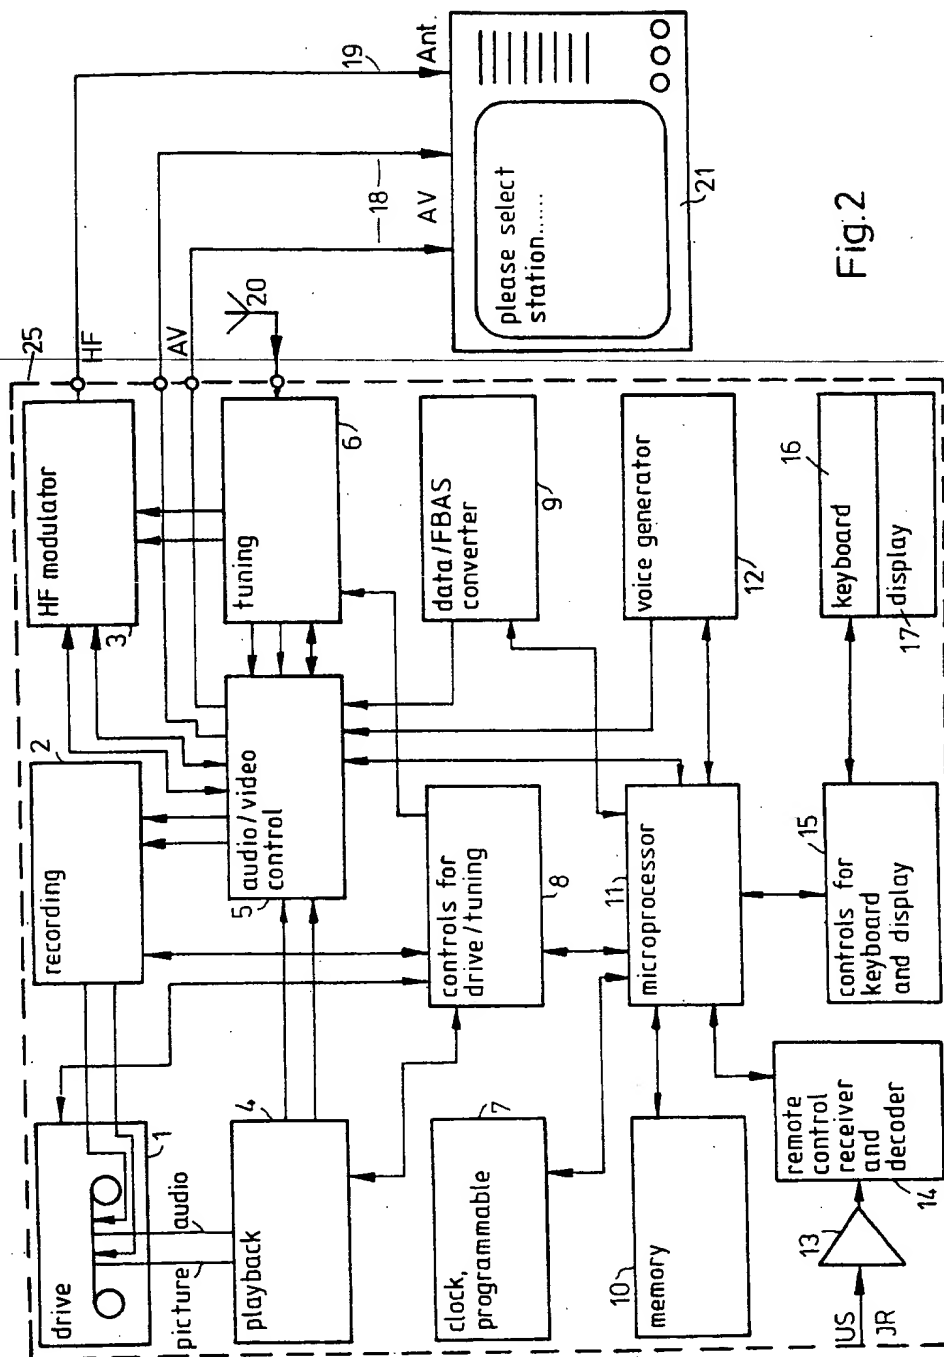 drive
1
recording
2
HF modulator
3
25
HF
19
Ant.
picture
audio
playback
4
audio/video
control
5
tuning
6
AV
20
18
AV
please select
station......
21
clock,
programmable
7
controls for
drive/tuning
8
data/FBAS
converter
9
memory
10
microprocessor
11
voice generator
12
US
JR
13
remote
control
receiver
and
decoder
14
controls for
keyboard
and display
15
keyboard
16
display
17
Fig.2